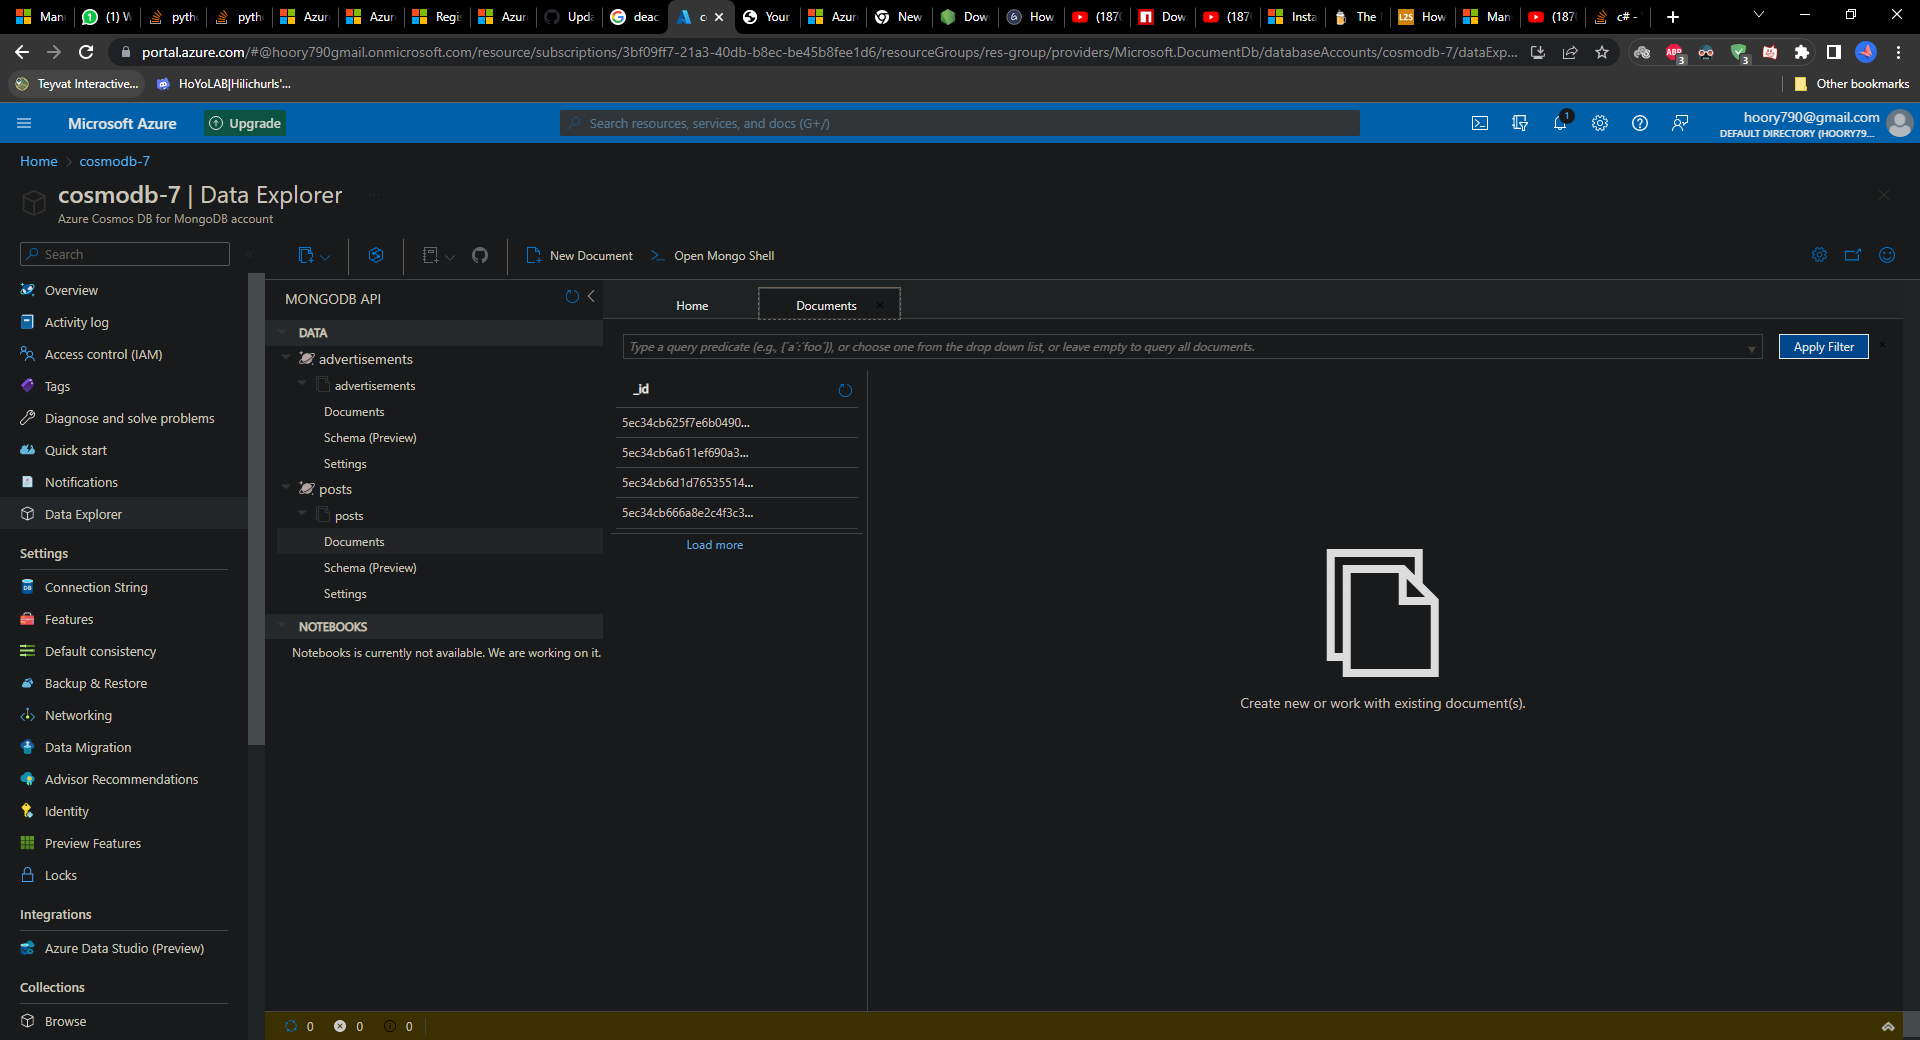 Man
(1) W
pyth
pyth
Azur
Azur
Regis
Azur
Upda
deac
c
Your
Azur
New
Dow
How
(187(
Dow
(187(
Insta
The
How
Man
(187(
c# -
portal.azure.com/#@hoory790gmail.onmicrosoft.com/resource/subscriptions/3bf09ff7-21a3-40db-b8ec-be45b8fee1d6/resourceGroups/res-group/providers/Microsoft.DocumentDb/databaseAccounts/cosmodb-7/dataExp...
ABP
3
3
Teyvat Interactive...
HoYoLAB|Hilichurls'...
Other bookmarks
Microsoft Azure
Upgrade
Search resources, services, and docs (G+/)
1
hoory790@gmail.com
DEFAULT DIRECTORY (HOORY79...
Home > cosmodb-7
cosmodb-7 | Data Explorer
Azure Cosmos DB for MongoDB account
Search
New Document
Open Mongo Shell
Overview
Activity log
Access control (IAM)
Tags
Diagnose and solve problems
Quick start
Notifications
Data Explorer
Settings
Connection String
Features
Default consistency
Backup & Restore
Networking
Data Migration
Advisor Recommendations
Identity
Preview Features
Locks
Integrations
Azure Data Studio (Preview)
Collections
Browse
MONGODB API
DATA
advertisements
advertisements
Documents
Schema (Preview)
Settings
posts
posts
Documents
Schema (Preview)
Settings
NOTEBOOKS
Notebooks is currently not available. We are working on it.
Home
Documents
Type a query predicate (e.g., {´a´:´foo´}), or choose one from the drop down list, or leave empty to query all documents.
Apply Filter
_id
5ec34cb625f7e6b0490...
5ec34cb6a611ef690a3...
5ec34cb6d1d76535514...
5ec34cb666a8e2c4f3c3...
Load more
Create new or work with existing document(s).
0
0
0